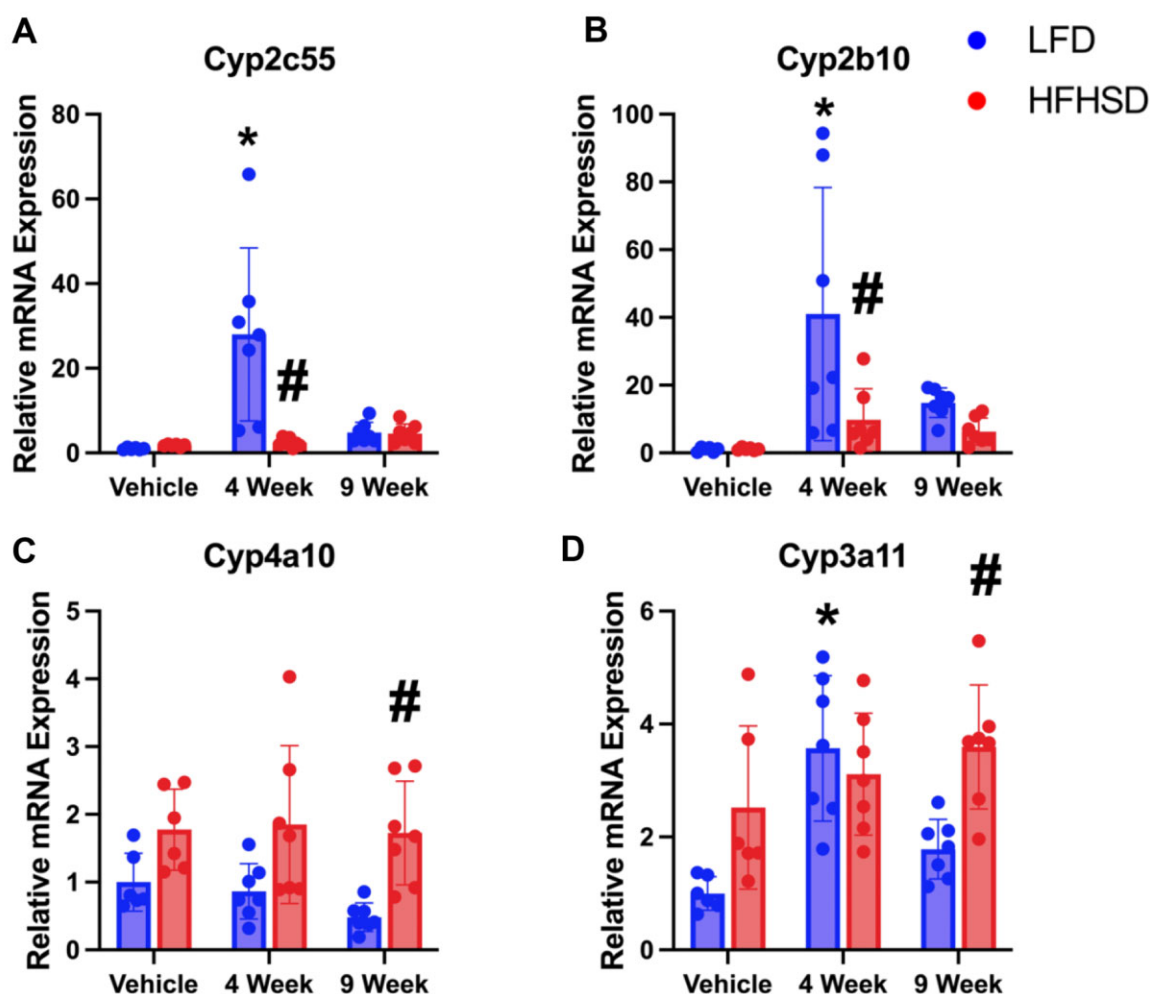 A
Cyp2c55
Relative mRNA Expression
80
60
40
20
0
*
#
Vehicle 4 Week 9 Week
B
Cyp2b10
Relative mRNA Expression
100
80
60
40
20
0
*
#
Vehicle 4 Week 9 Week
LFD
HFHSD
C
Cyp4a10
Relative mRNA Expression
5
4
3
2
1
0
#
Vehicle 4 Week 9 Week
D
Cyp3a11
Relative mRNA Expression
6
4
2
0
*
#
Vehicle 4 Week 9 Week